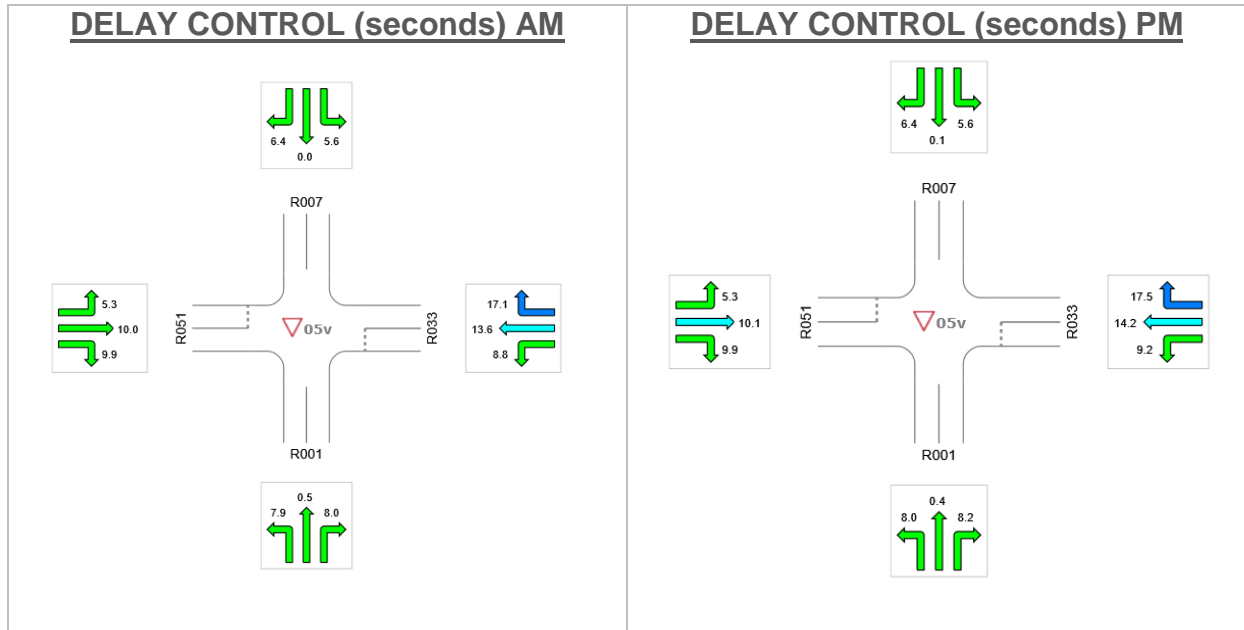 DELAY CONTROL (seconds) AM
6.4 5.6
0.0
R007
5.3
10.0
9.9
R051
05v
R033
17.1
13.6
8.8
R001
0.5
7.9 8.0
DELAY CONTROL (seconds) PM
6.4 5.6
0.1
R007
5.3
10.1
9.9
R051
05v
R033
17.5
14.2
9.2
R001
0.4
8.0 8.2